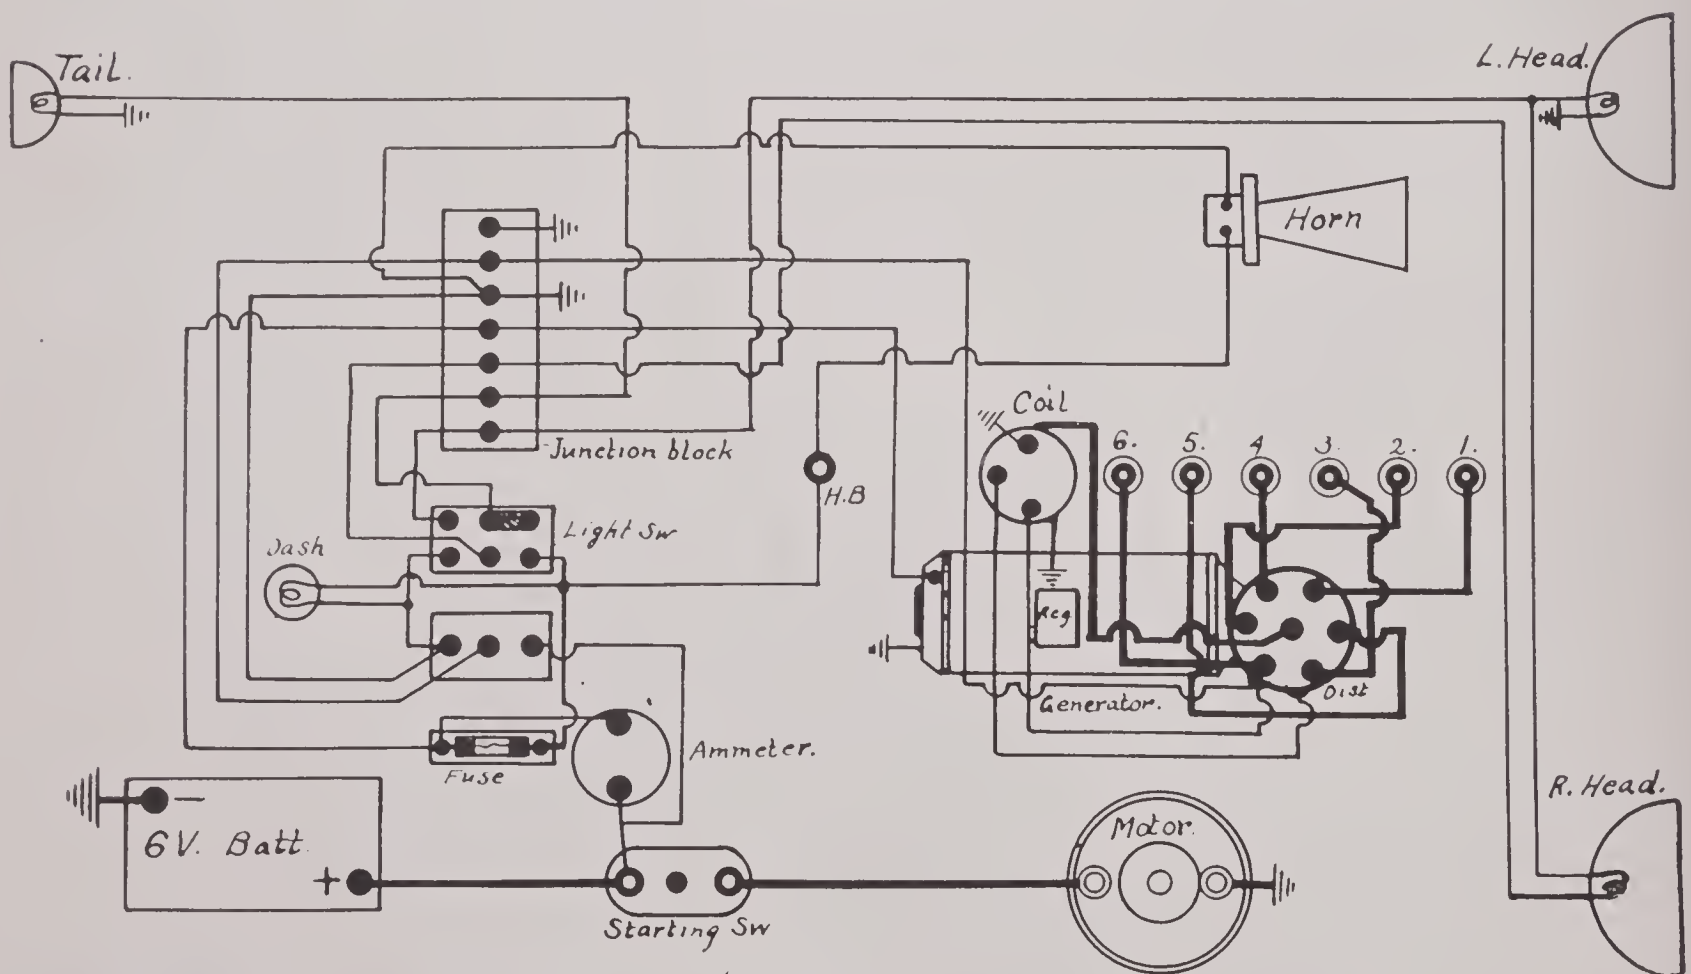 Tail.
L. Head.
Horn
Coil
Junction block
6.
5.
4
3.
2.
1.
H.B
Light Sw
Dash
Reg
Dist
Generator.
Ammeter.
Fuse
R. Head.
6V. Batt
−
+
Motor.
Starting Sw